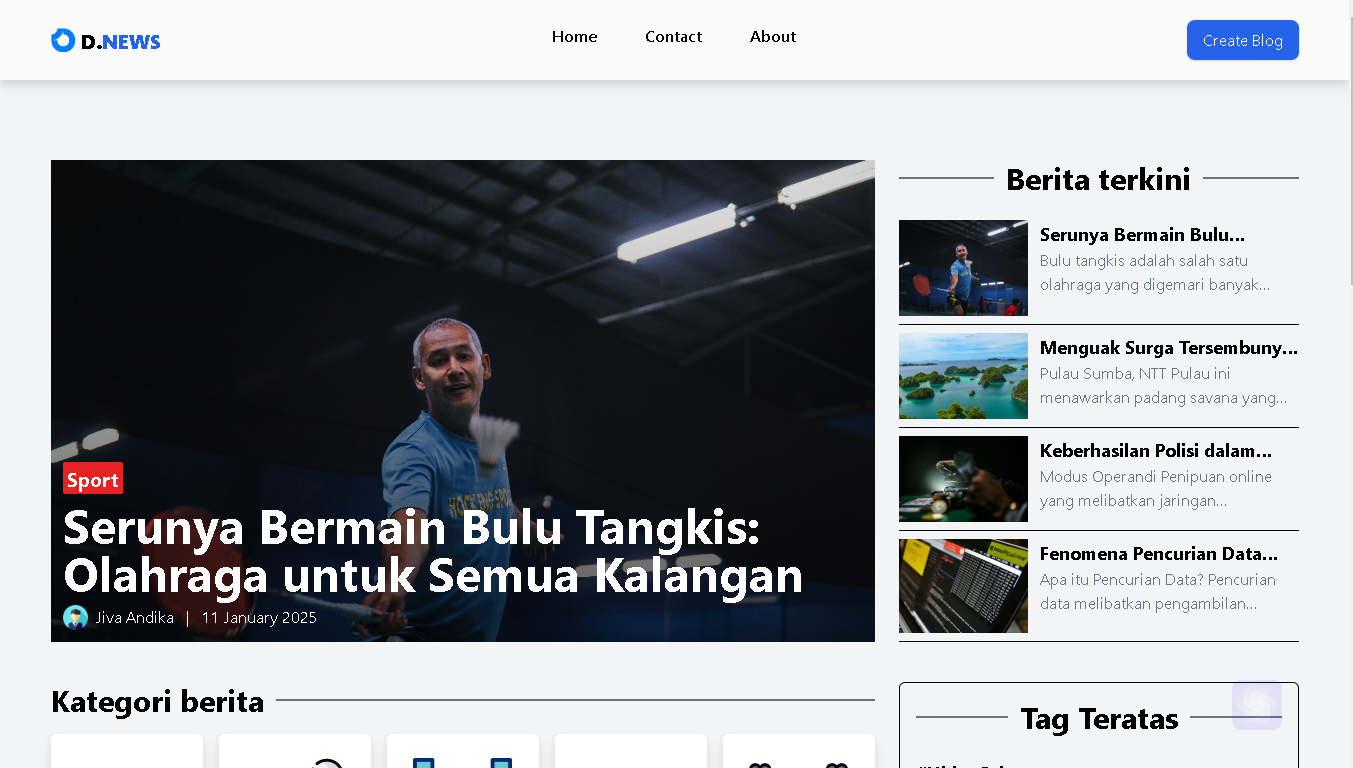 D.NEWS
Home
Contact
About
Create Blog
Sport
Serunya Bermain Bulu Tangkis:
Olahraga untuk Semua Kalangan
Jiva Andika | 11 January 2025
Berita terkini
Serunya Bermain Bulu...
Bulu tangkis adalah salah satu
olahraga yang digemari banyak...
Menguak Surga Tersembuny...
Pulau Sumba, NTT Pulau ini
menawarkan padang savana yang...
Keberhasilan Polisi dalam...
Modus Operandi Penipuan online
yang melibatkan jaringan...
Fenomena Pencurian Data...
Apa itu Pencurian Data? Pencurian
data melibatkan pengambilan...
Kategori berita
Tag Teratas